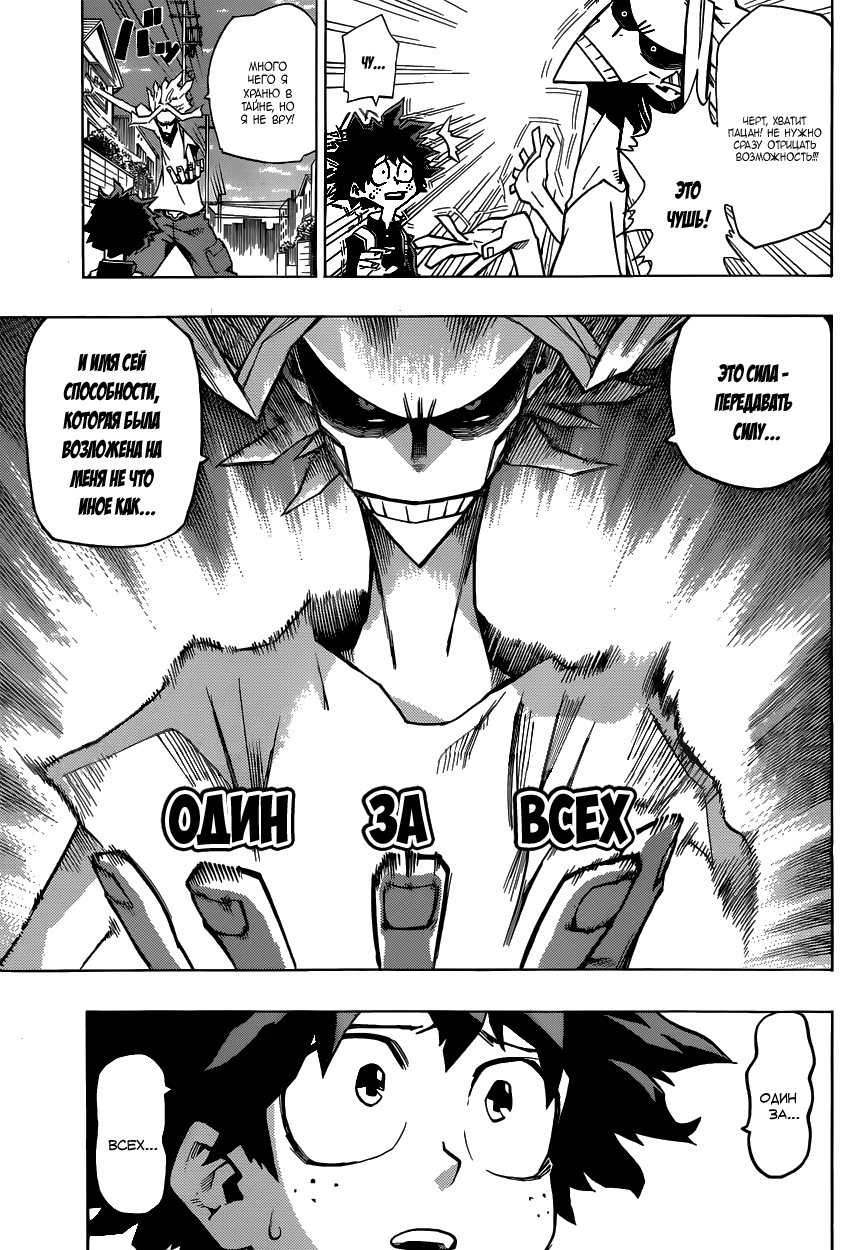 ЧЕРТ, ХВАТИТ
ПАЦАН! НЕ НУЖНО
СРАЗУ ОТРИЦАТЬ
ВОЗМОЖНОСТЬ!!!
ЭТО
ЧУШЬ!
ЧУ...
МНОГО
ЧЕГО Я
ХРАНЮ В
ТАЙНЕ, НО
Я НЕ ВРУ!
ЭТО СИЛА -
ПЕРЕДАВАТЬ
СИЛУ...
И ИМЯ СЕЙ
СПОСОБНОСТИ,
КОТОРАЯ БЫЛА
ВОЗЛОЖЕНА НА
МЕНЯ НЕ ЧТО
ИНОЕ КАК...
ОДИН ЗА ВСЕХ
ОДИН
ЗА...
ВСЕХ...